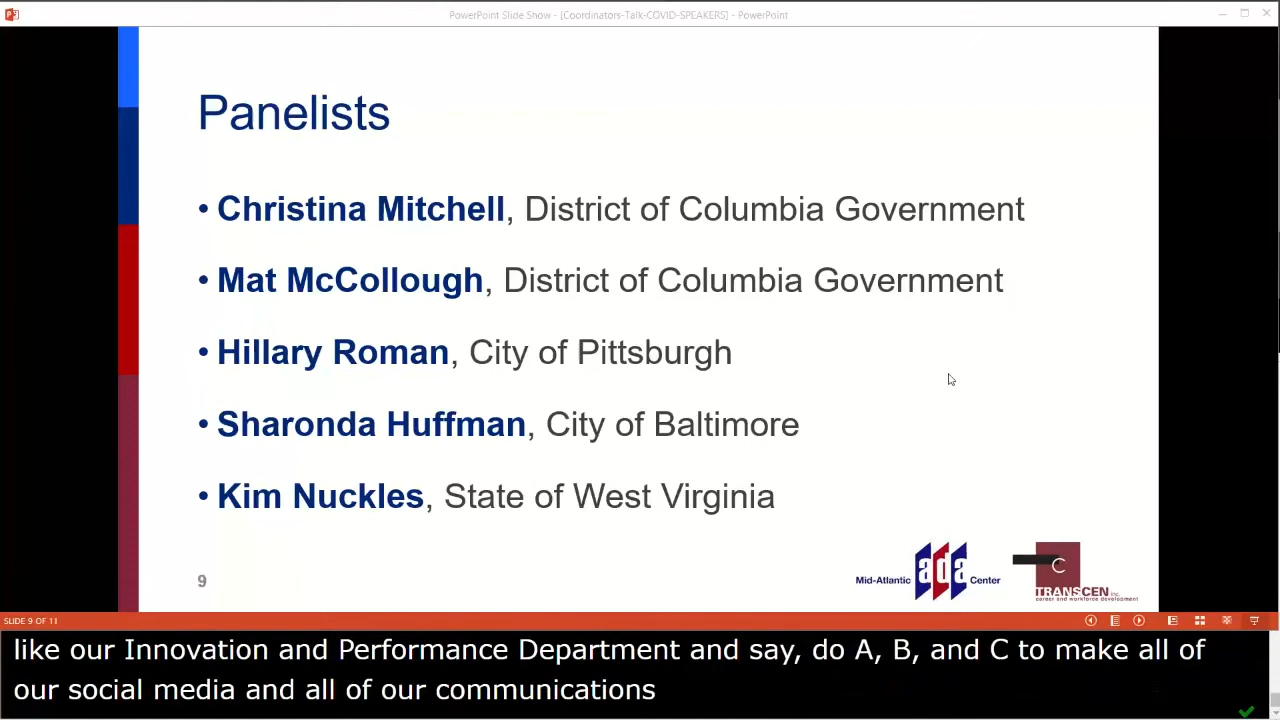 PowerPoint Slide Show - [Coordinators-Talk-COVID-SPEAKERS] - PowerPoint
Panelists
• Christina Mitchell, District of Columbia Government
• Mat McCollough, District of Columbia Government
• Hillary Roman, City of Pittsburgh
• Sharonda Huffman, City of Baltimore
• Kim Nuckles, State of West Virginia
9
Mid-Atlantic ada Center
C
TRANSCEN inc.
career and workforce development
SLIDE 9 OF 11
like our Innovation and Performance Department and say, do A, B, and C to make all of
our social media and all of our communications